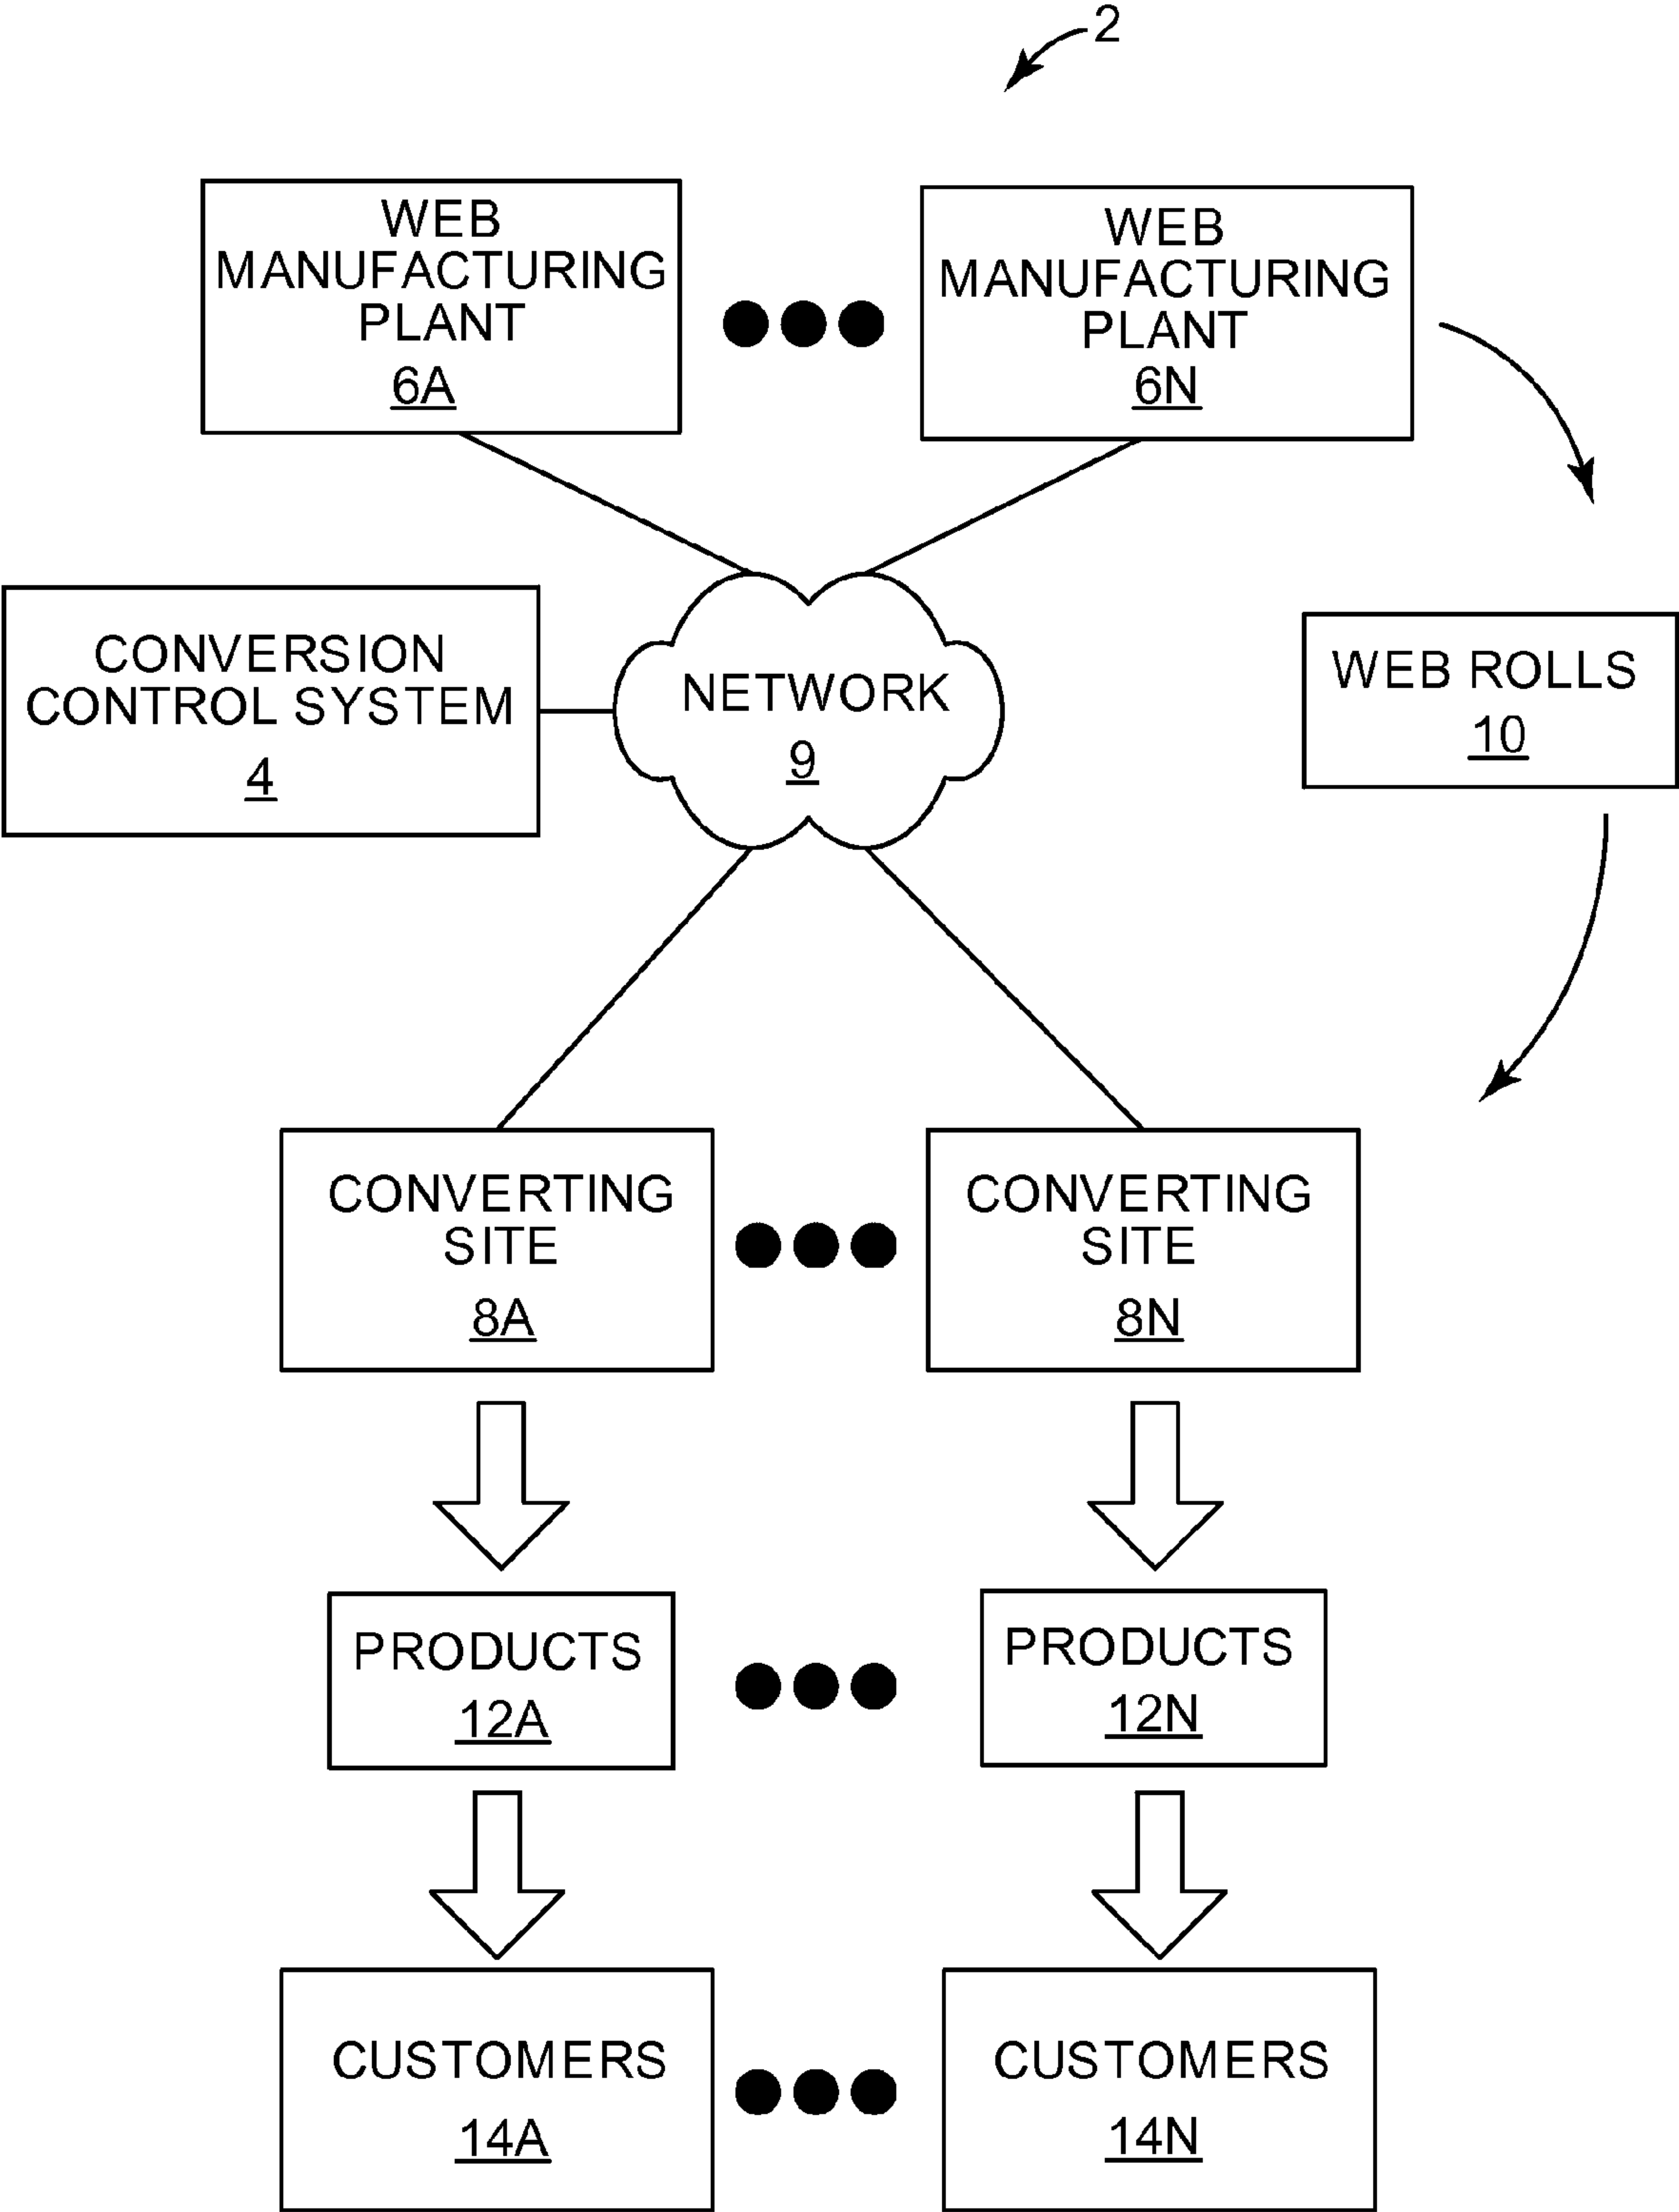 2
WEB
MANUFACTURING
PLANT
6A
WEB
MANUFACTURING
PLANT
6N
CONVERSION
CONTROL SYSTEM
4
NETWORK
9
WEB ROLLS
10
CONVERTING
SITE
8A
CONVERTING
SITE
8N
PRODUCTS
12A
PRODUCTS
12N
CUSTOMERS
14A
CUSTOMERS
14N